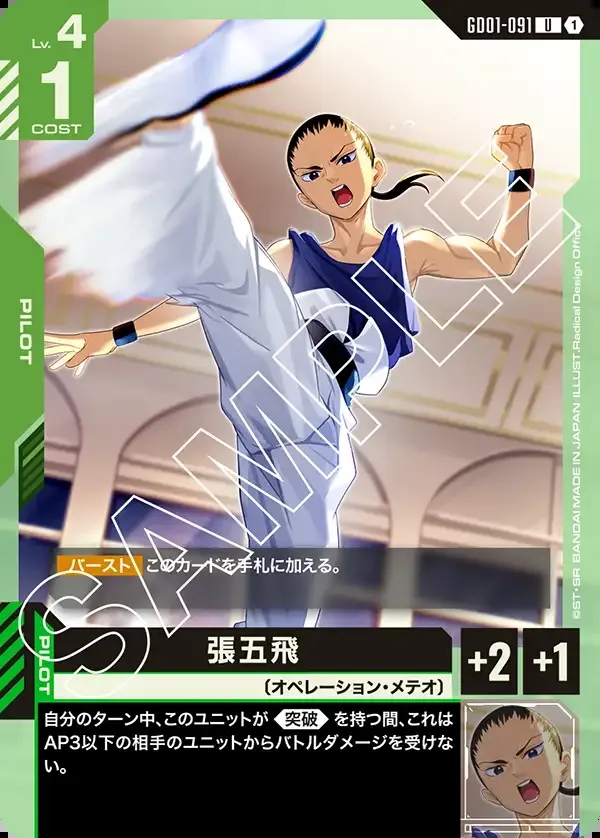 Lv. 4
1
COST
GD01-091 U 1
PILOT
©ST・SR BANDAI MADE IN JAPAN ILLUST.Radical Design Office
SAMPLE
バースト このカードを手札に加える。
PILOT
張五飛
+2 +1
〔オペレーション・メテオ〕
自分のターン中、このユニットが 突破 を持つ間、これは
AP3以下の相手のユニットからバトルダメージを受けな
い。